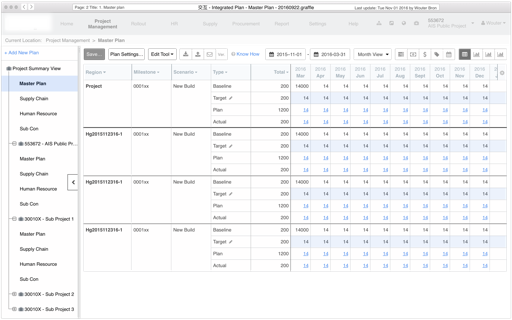 Page 2 Title: 1. Master plan
交互 - Integrated Plan - Master Plan - 20160922.graffle
Last update: Tue Nov 01 2016 by Wisdar Bron
Home
Project Management
Rollout
HR
Supply
Procurement
Report
Settings
Help
553672
AIS Public Project
Wisdar
Current Location: Project Management > Master Plan
+ Add New Plan
Save...
Plan Settings...
Edit Tool
Know How
2015-11-01
2016-03-31
Month View
Project Summary View
Master Plan
Supply Chain
Human Resource
Sub Con
553672 - AIS Public Pr...
Master Plan
Supply Chain
Human Resource
Sub Con
30010X - Sub Project 1
Master Plan
Supply Chain
Human Resource
Sub Con
30010X - Sub Project 2
30010X - Sub Project 3
Region Milestone Scenario Type Total 2016 Mar 2016 Apr 2016 May 2016 Jun 2016 Jul 2016 Aug 2016 Sept 2016 Oct 2016 Nov 2016 Dec
Project 0001xx New Build Baseline 200 14000 14 14 14 14 14 14 14 14 14
Target 200 14 14 14 14 14 14 14 14 14 14
Plan 1200 14 14 14 14 14 14 14 14 14 14
Actual 200 14 14 14 14 14 14 14 14 14 14
Hg2015112316-1 0001xx New Build Baseline 200 14000 14 14 14 14 14 14 14 14 14
Target 200 14 14 14 14 14 14 14 14 14 14
Plan 1200 14 14 14 14 14 14 14 14 14 14
Actual 200 14 14 14 14 14 14 14 14 14 14
Hg2015112316-1 0001xx New Build Baseline 200 14000 14 14 14 14 14 14 14 14 14
Target 200 14 14 14 14 14 14 14 14 14 14
Plan 1200 14 14 14 14 14 14 14 14 14 14
Actual 200 14 14 14 14 14 14 14 14 14 14
Hg2015112316-1 0001xx New Build Baseline 200 14000 14 14 14 14 14 14 14 14 14
Target 200 14 14 14 14 14 14 14 14 14 14
Plan 1200 14 14 14 14 14 14 14 14 14 14
Actual 200 14 14 14 14 14 14 14 14 14 14